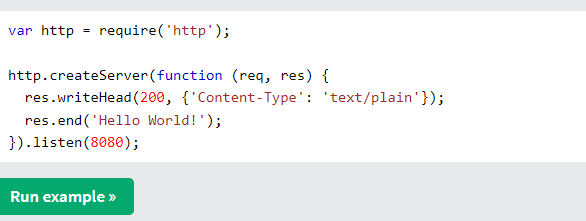 var http = require('http');
http.createServer(function (req, res) {
  res.writeHead(200, {'Content-Type': 'text/plain'});
  res.end('Hello World!');
}).listen(8080);
Run example »